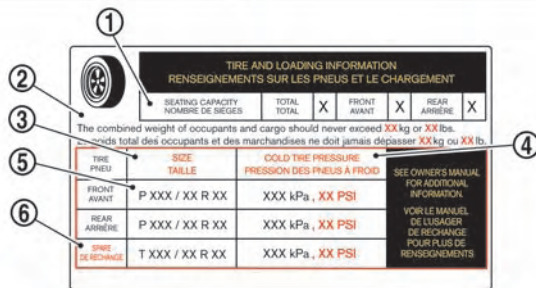 ①
TIRE AND LOADING INFORMATION
RENSEIGNEMENTS SUR LES PNEUS ET LE CHARGEMENT
②
SEATING CAPACITY
NOMBRE DE SIÈGES
TOTAL
TOTAL
X
FRONT
AVANT
X
REAR
ARRIÈRE
X
The combined weight of occupants and cargo should never exceed XX kg or XX lbs.
poids total des occupants et des marchandises ne doit jamais dépasser XX kg ou XX lb.
③
④
TIRE
PNEU
SIZE
TAILLE
COLD TIRE PRESSURE
PRESSION DES PNEUS À FROID
SEE OWNER'S MANUAL
FOR ADDITIONAL
INFORMATION.
VOIR LE MANUEL
DE L'USAGER
DE RECHANGE
POUR PLUS DE
RENSEIGNEMENTS
⑤
FRONT
AVANT
P XXX / XX R XX
XXX kPa , XX PSI
REAR
ARRIÈRE
P XXX / XX R XX
XXX kPa , XX PSI
⑥
SPARE
DE RECHANGE
T XXX / XX R XX
XXX kPa , XX PSI